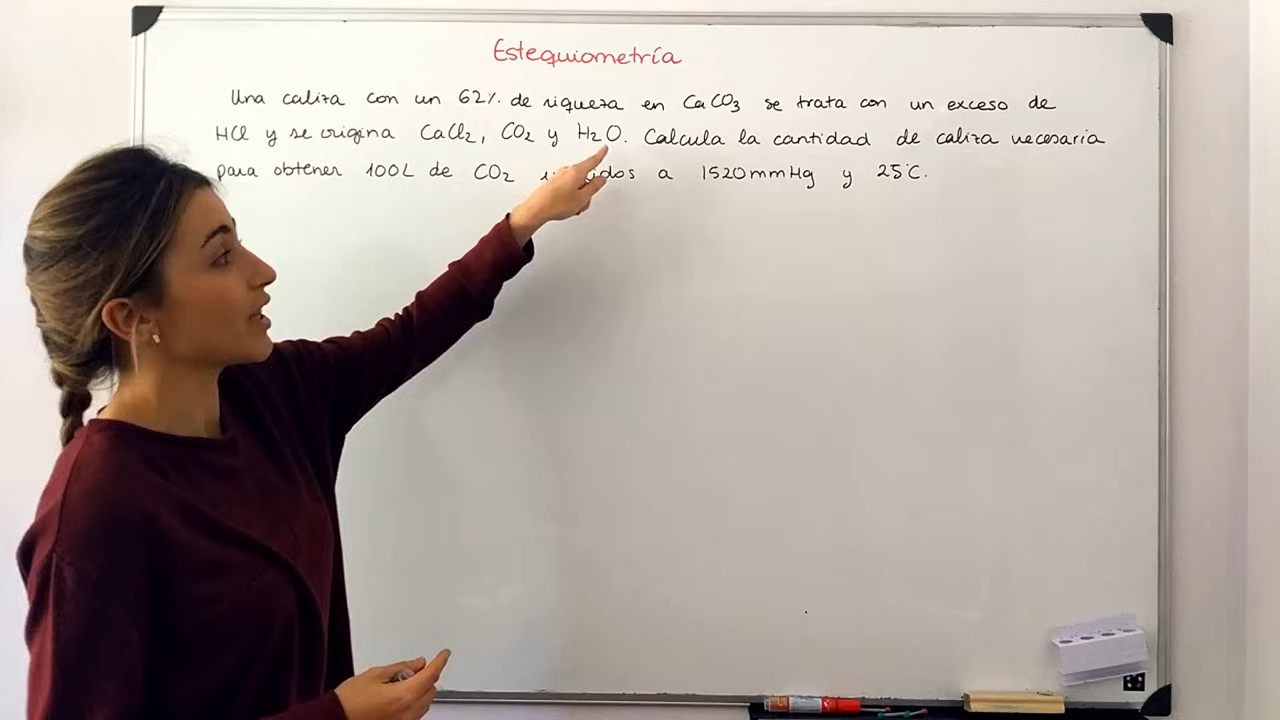 Estequiometría
Una caliza con un 62% de riqueza en CaCO3 se trata con un exceso de
HCl y se origina CaCl2, CO2 y H2O. Calcula la cantidad de caliza necesaria
para obtener 100L de CO2 a 1520mmHg y 25°C.